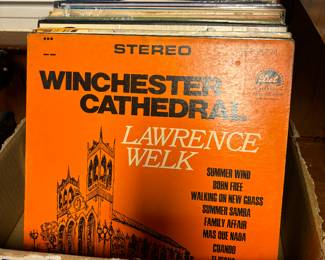 STEREO
Dot
WINCHESTER
CATHEDRAL
LAWRENCE
WELK
SUMMER WIND
BORN FREE
WALKING ON NEW GRASS
SUMMER SAMBA
FAMILY AFFAIR
MAS QUE NADA
CUANDO